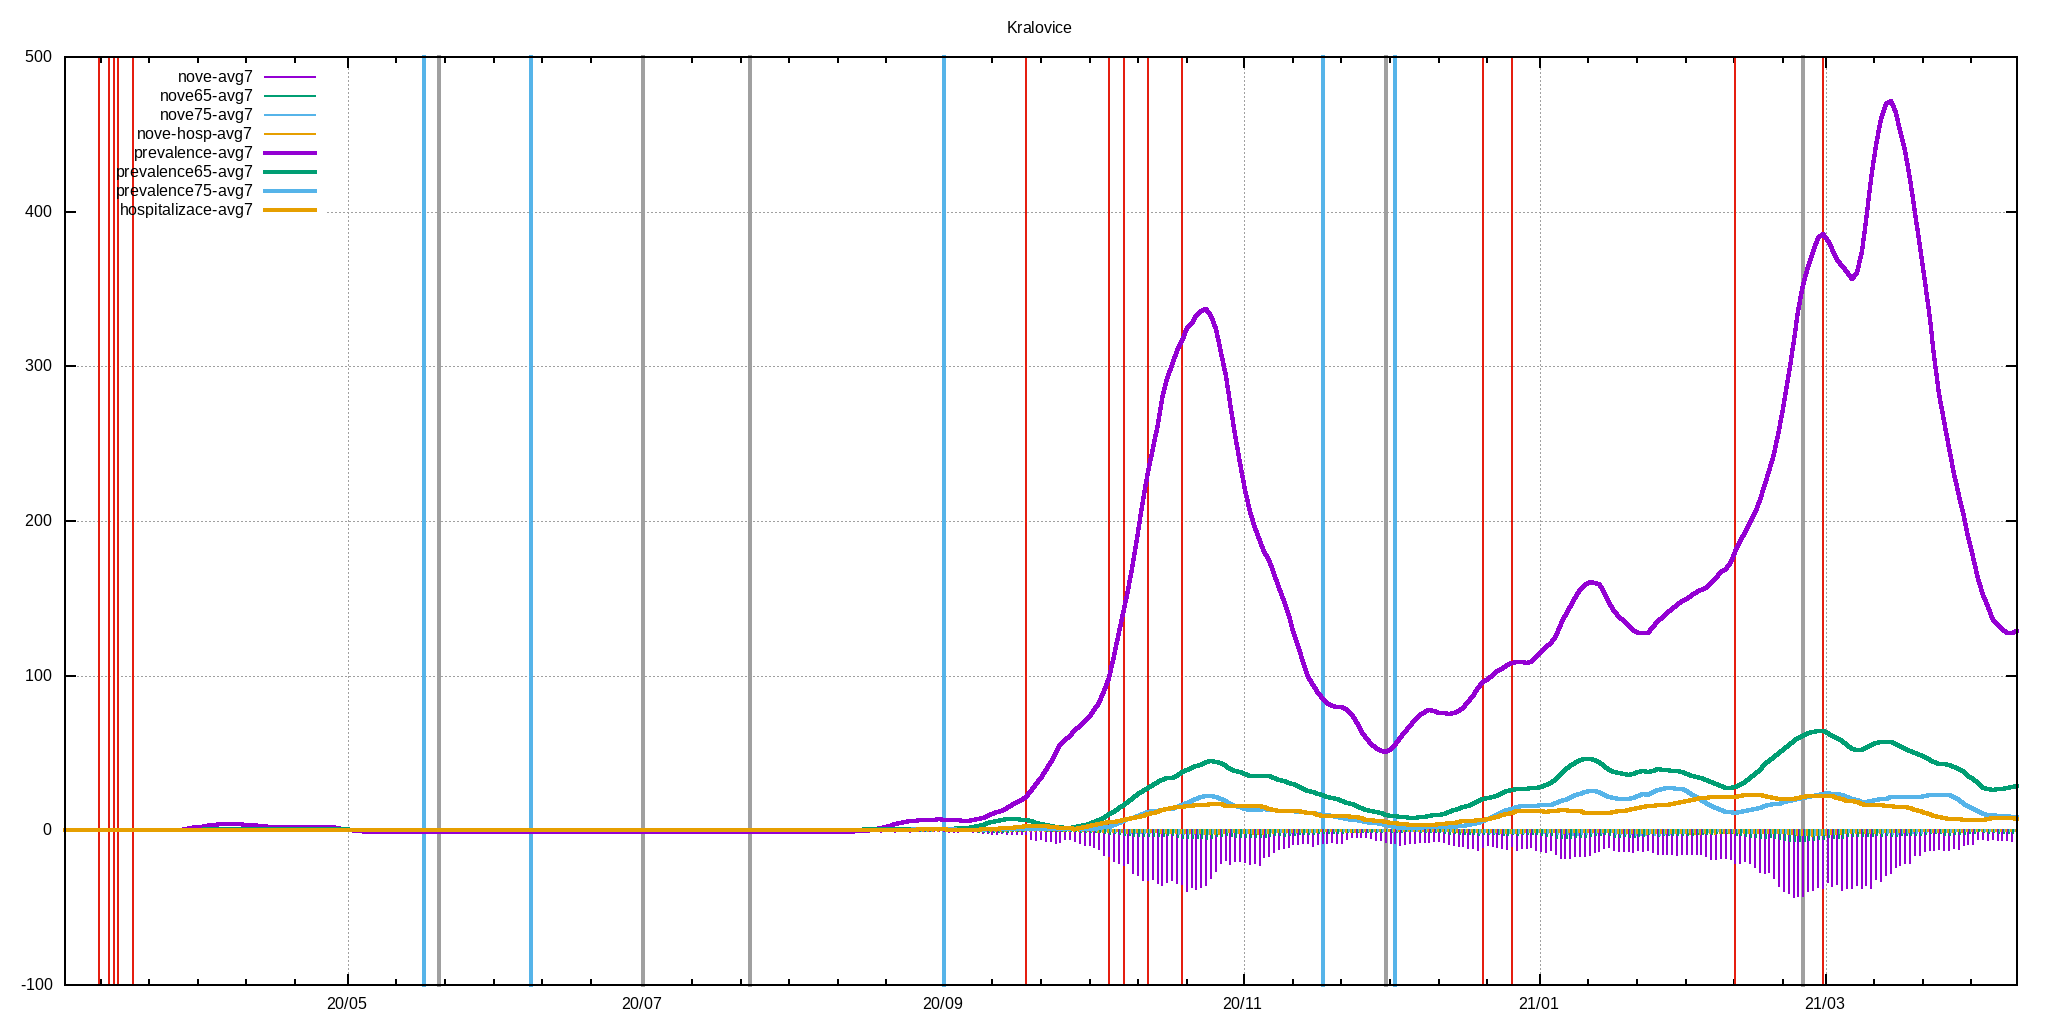 Kralovice
500
nove-avg7
nove65-avg7
nove75-avg7
nove-hosp-avg7
prevalence-avg7
prevalence65-avg7
prevalence75-avg7
hospitalizace-avg7
400
300
200
100
0
-100
20/05 20/07 20/09 20/11 21/01 21/03